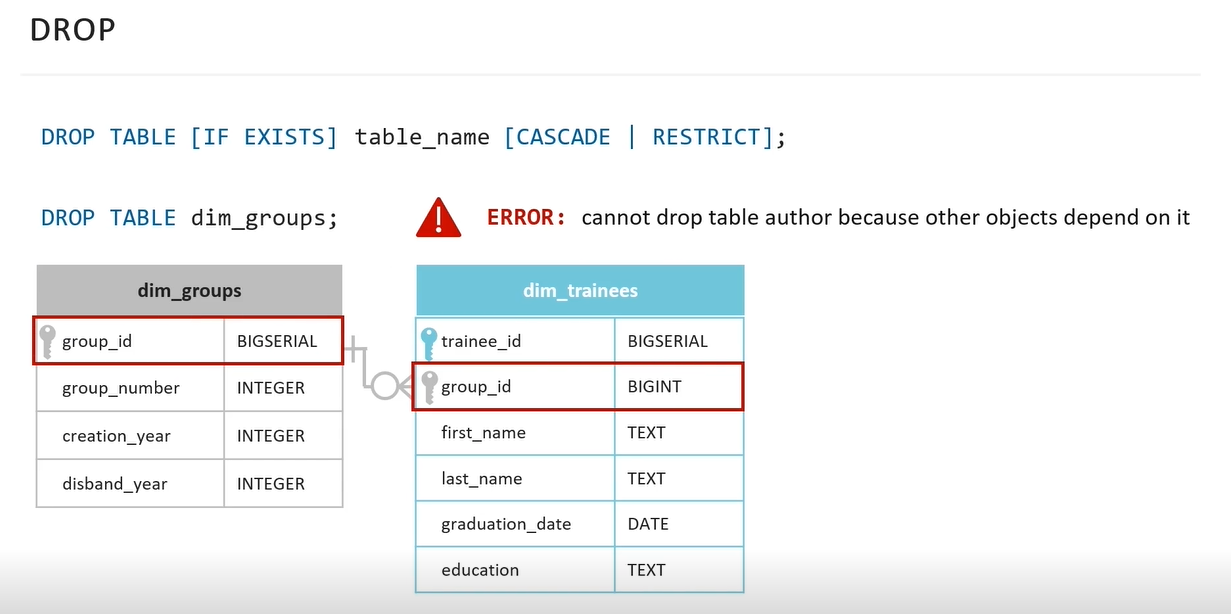 DROP
DROP TABLE [IF EXISTS] table_name [CASCADE | RESTRICT];
DROP TABLE dim_groups;
ERROR: cannot drop table author because other objects depend on it
dim_groups
group_id BIGSERIAL
group_number INTEGER
creation_year INTEGER
disband_year INTEGER
dim_trainees
trainee_id BIGSERIAL
group_id BIGINT
first_name TEXT
last_name TEXT
graduation_date DATE
education TEXT